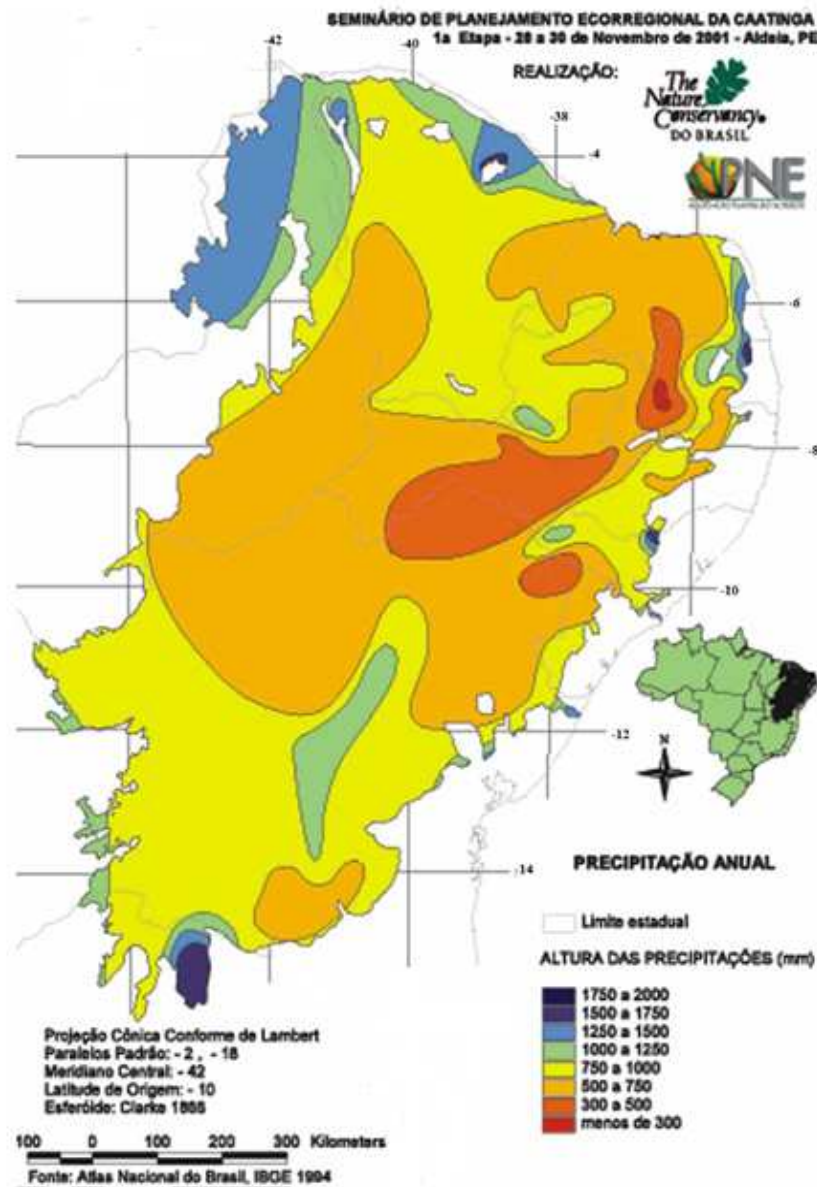 SEMINÁRIO DE PLANEJAMENTO ECORREGIONAL DA CAATINGA
1a Etapa - 28 a 30 de Novembro de 2001 - Aldeia, PE
REALIZAÇÃO:
The
Nature
Conservancy®
DO BRASIL
PNE
-42
-40
-38
-4
-6
-8
-10
-12
-14
N
PRECIPITAÇÃO ANUAL
Limite estadual
ALTURA DAS PRECIPITAÇÕES (mm)
1750 a 2000
1500 a 1750
1250 a 1500
1000 a 1250
750 a 1000
500 a 750
300 a 500
menos de 300
Projeção Cônica Conforme de Lambert
Paralelos Padrão: - 2 , - 18
Meridiano Central: - 42
Latitude de Origem: - 10
Esferóide: Clarke 1866
100 0 100 200 300 Kilometers
Fonte: Atlas Nacional do Brasil, IBGE 1994